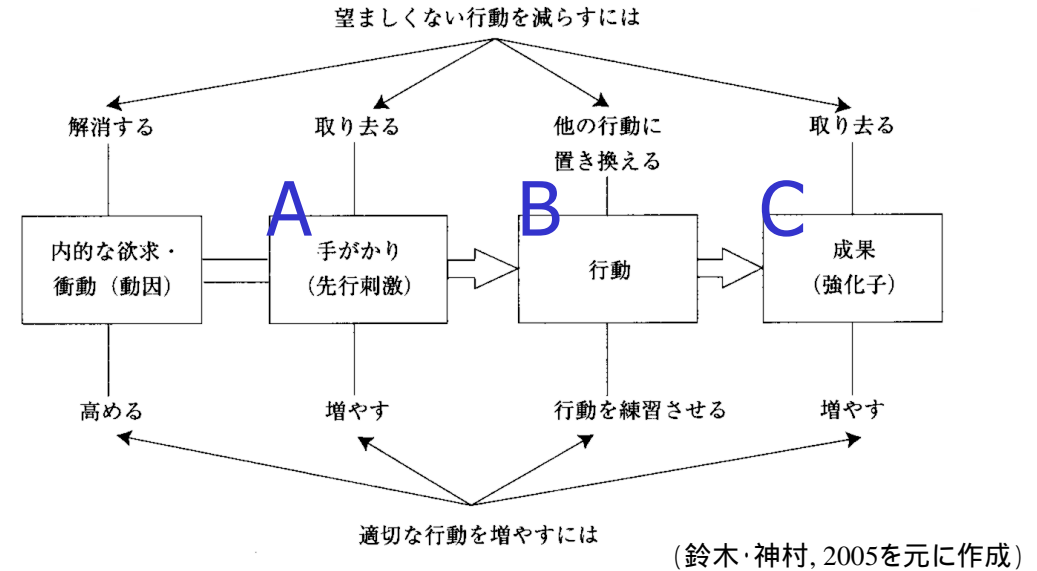 望ましくない行動を減らすには
解消する
取り去る
他の行動に
置き換える
取り去る
A
B
C
内的な欲求・
衝動（動因）
手がかり
（先行刺激）
行動
成果
（強化子）
高める
増やす
行動を練習させる
増やす
適切な行動を増やすには
(鈴木･神村, 2005を元に作成)